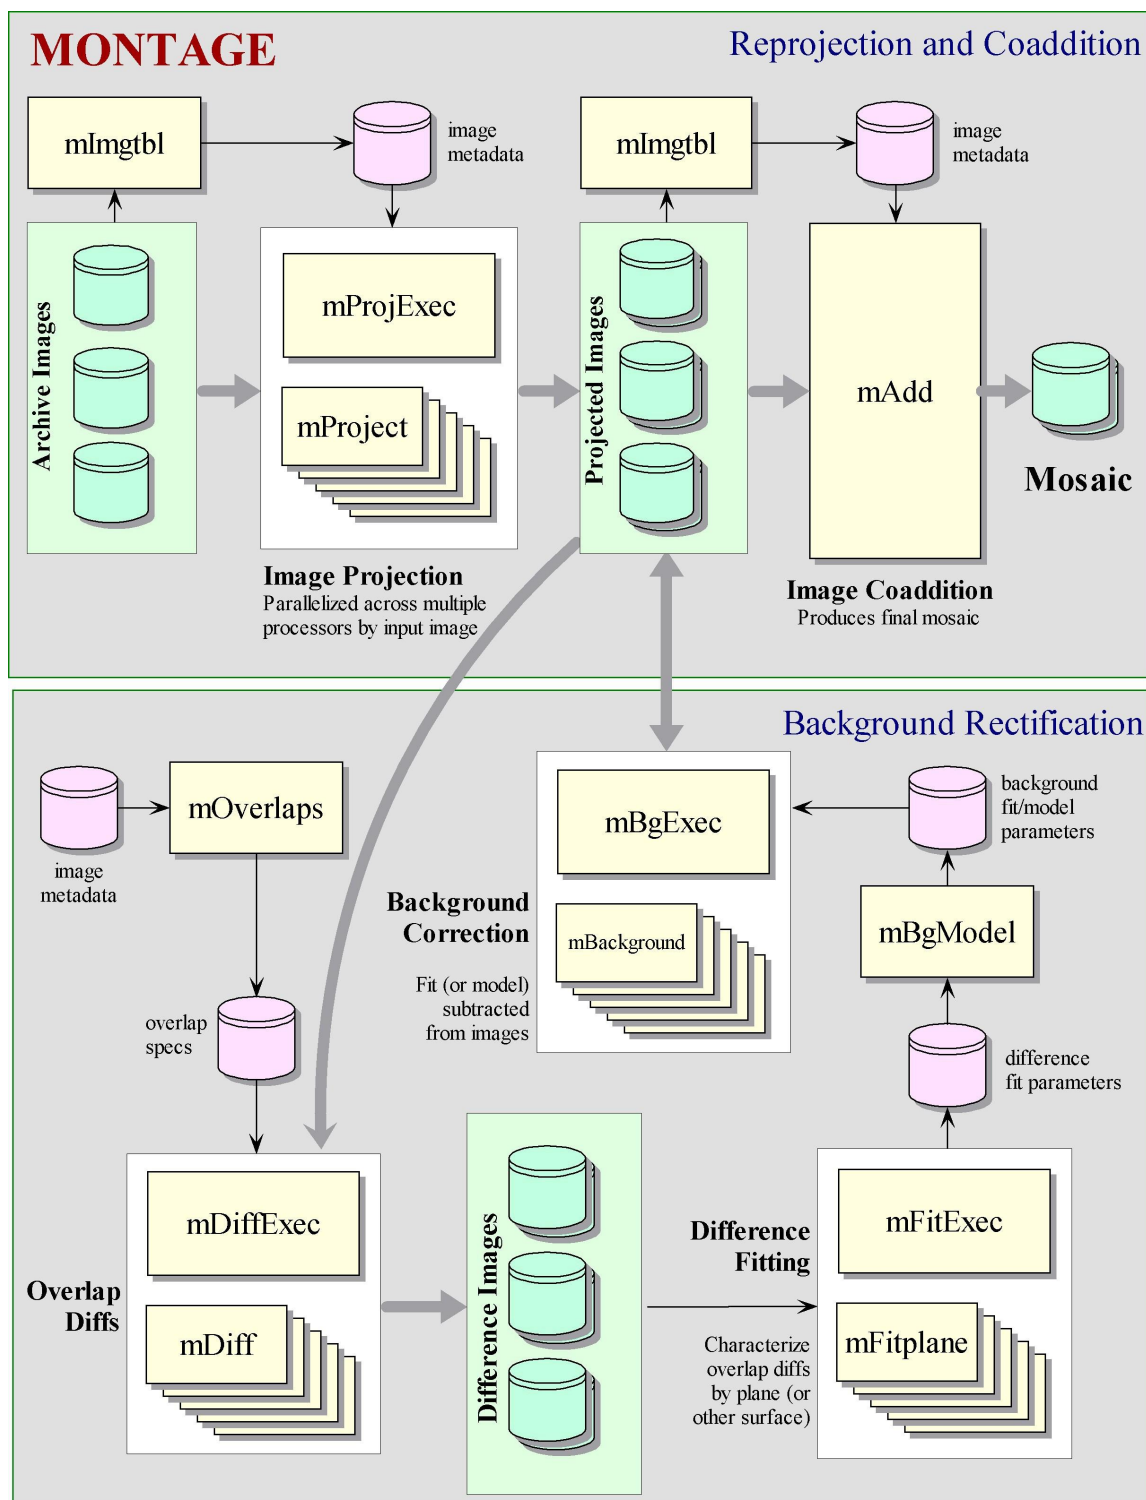 MONTAGE
Reprojection and Coaddition
mImgtbl
image
metadata
mImgtbl
image
metadata
Archive Images
mProjExec
mProject
Projected Images
mAdd
Mosaic
Image Projection
Parallelized across multiple
processors by input image
Image Coaddition
Produces final mosaic
Background Rectification
image
metadata
mOverlaps
overlap
specs
mBgExec
mBackground
Background
Correction
Fit (or model)
subtracted
from images
background
fit/model
parameters
mBgModel
difference
fit parameters
mDiffExec
mDiff
Overlap
Diffs
Difference Images
Difference
Fitting
Characterize
overlap diffs
by plane (or
other surface)
mFitExec
mFitplane